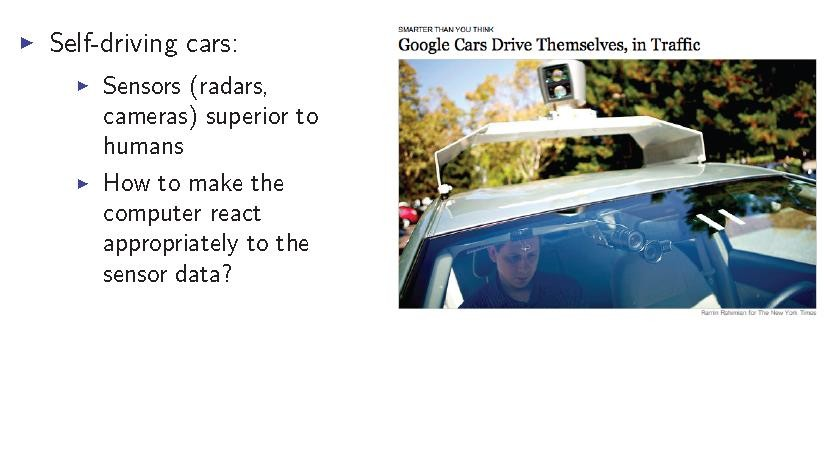 Self-driving cars:
Sensors (radars,
cameras) superior to
humans
How to make the
computer react
appropriately to the
sensor data?
SMARTER THAN YOU THINK
Google Cars Drive Themselves, in Traffic
Ramin Rahimian for The New York Times